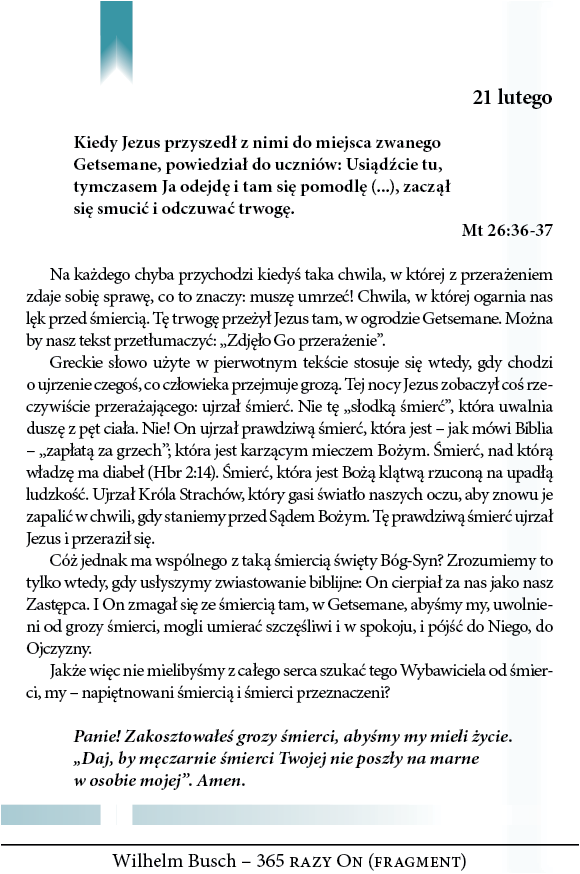 21 lutego
Kiedy Jezus przyszedł z nimi do miejsca zwanego
Getsemane, powiedział do uczniów: Usiądźcie tu,
tymczasem Ja odejdę i tam się pomodlę (...), zaczął
się smucić i odczuwać trwogę.
Mt 26:36-37
Na każdego chyba przychodzi kiedyś taka chwila, w której z przerażeniem
zdaje sobię sprawę, co to znaczy: muszę umrzeć! Chwila, w której ogarnia nas
lęk przed śmiercią. Tę trwogę przeżył Jezus tam, w ogrodzie Getsemane. Można
by nasz tekst przetłumaczyć: „Zdjęło Go przerażenie”.
Greckie słowo użyte w pierwotnym tekście stosuje się wtedy, gdy chodzi
o ujrzenie czegoś, co człowieka przejmuje grozą. Tej nocy Jezus zobaczył coś rze-
czywiście przerażającego: ujrzał śmierć. Nie tę „słodką śmierć”, która uwalnia
duszę z pęt ciała. Nie! On ujrzał prawdziwą śmierć, która jest – jak mówi Biblia
– „zapłatą za grzech”; która jest karzącym mieczem Bożym. Śmierć, nad którą
władzę ma diabeł (Hbr 2:14). Śmierć, która jest Bożą klątwą rzuconą na upadłą
ludzkość. Ujrzał Króla Strachów, który gasi światło naszych oczu, aby znowu je
zapalić w chwili, gdy staniemy przed Sądem Bożym. Tę prawdziwą śmierć ujrzał
Jezus i przeraził się.
Cóż jednak ma wspólnego z taką śmiercią święty Bóg-Syn? Zrozumiemy to
tylko wtedy, gdy usłyszymy zwiastowanie biblijne: On cierpiał za nas jako nasz
Zastępca. I On zmagał się ze śmiercią tam, w Getsemane, abyśmy my, uwolnie-
ni od grozy śmierci, mogli umierać szczęśliwi i w spokoju, i pójść do Niego, do
Ojczyzny.
Jakże więc nie mielibyśmy z całego serca szukać tego Wybawiciela od śmier-
ci, my – napiętnowani śmiercią i śmierci przeznaczeni?
Panie! Zakosztowałeś grozy śmierci, abyśmy my mieli życie.
„Daj, by męczarnie śmierci Twojej nie poszły na marne
w osobie mojej”. Amen.
Wilhelm Busch – 365 RAZY ON (FRAGMENT)